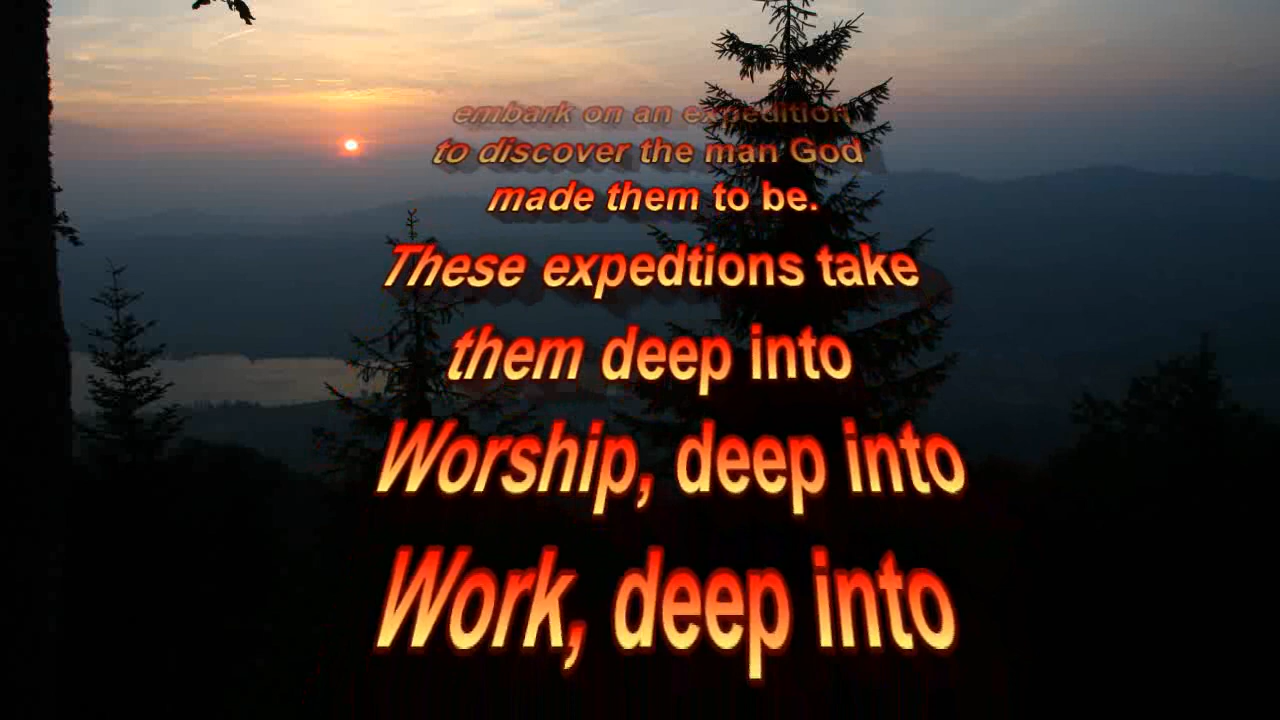 embark on an expedition
to discover the man God
made them to be.
These expedtions take
them deep into
Worship, deep into
Work, deep into